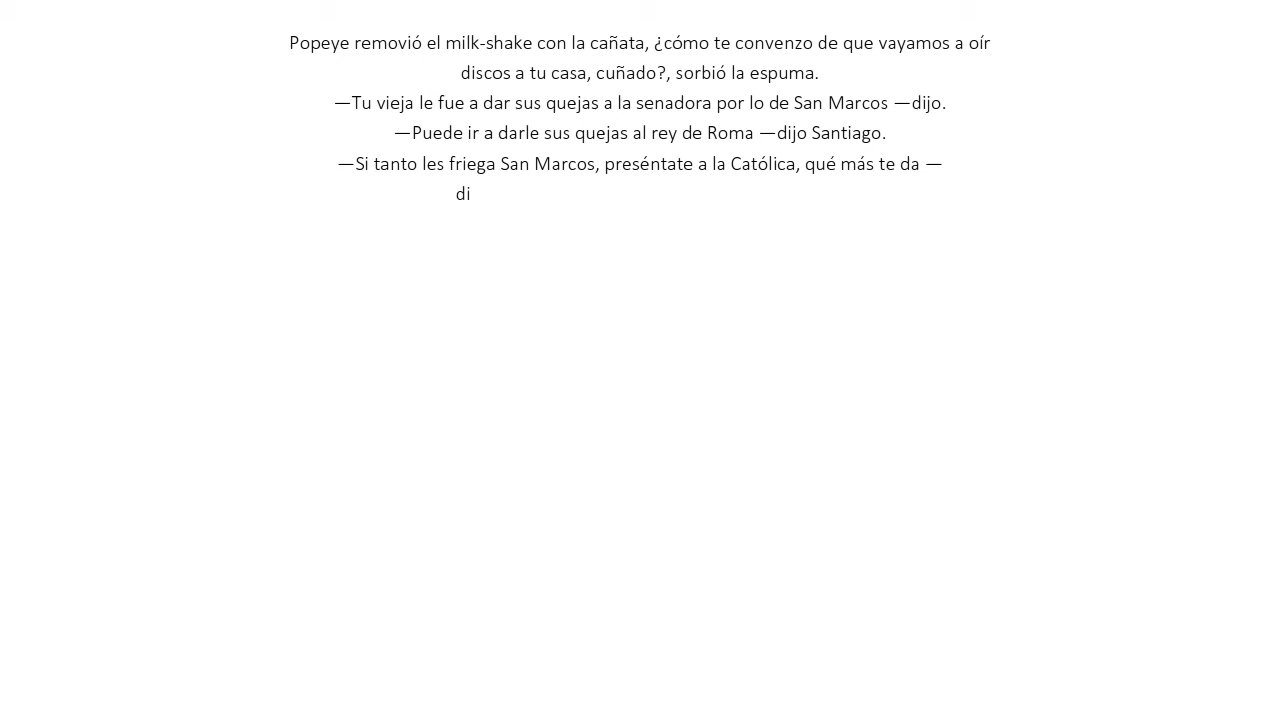 Popeye removió el milk-shake con la cañata, ¿cómo te convenzo de que vayamos a oír
discos a tu casa, cuñado?, sorbió la espuma.
—Tu vieja le fue a dar sus quejas a la senadora por lo de San Marcos —dijo.
—Puede ir a darle sus quejas al rey de Roma —dijo Santiago.
—Si tanto les friega San Marcos, preséntate a la Católica, qué más te da —
di